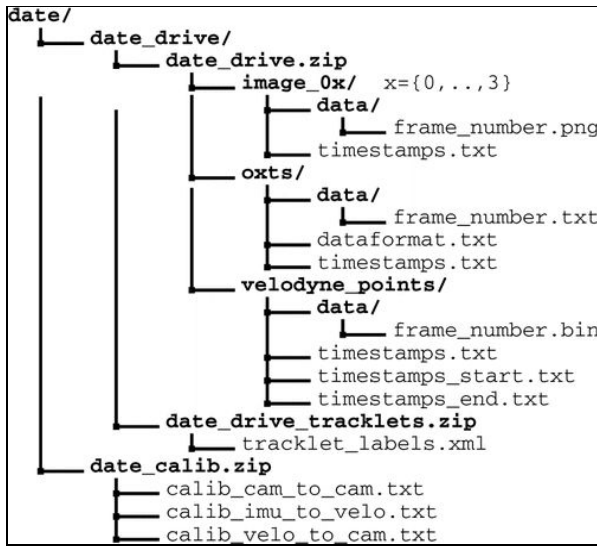 date/
date_drive/
date_drive.zip
image_0x/ x={0,..,3}
data/
frame_number.png
timestamps.txt
oxts/
data/
frame_number.txt
dataformat.txt
timestamps.txt
velodyne_points/
data/
frame_number.bin
timestamps.txt
timestamps_start.txt
timestamps_end.txt
date_drive_tracklets.zip
tracklet_labels.xml
date_calib.zip
calib_cam_to_cam.txt
calib_imu_to_velo.txt
calib_velo_to_cam.txt